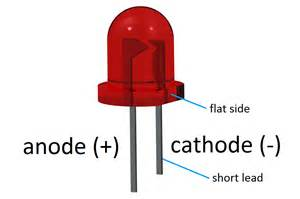 flat side
anode (+)
cathode (-)
short lead